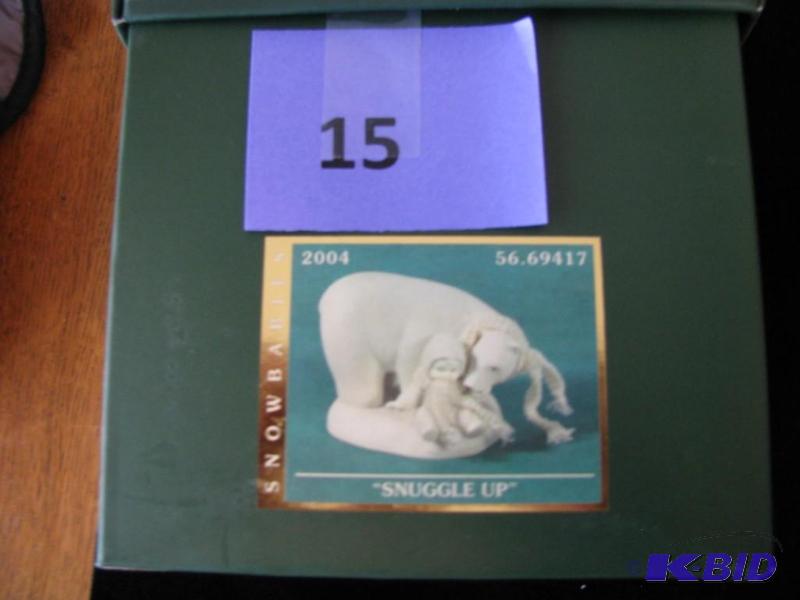 15
2004 56.69417
SNOWBABIES
"SNUGGLE UP"
K-BID